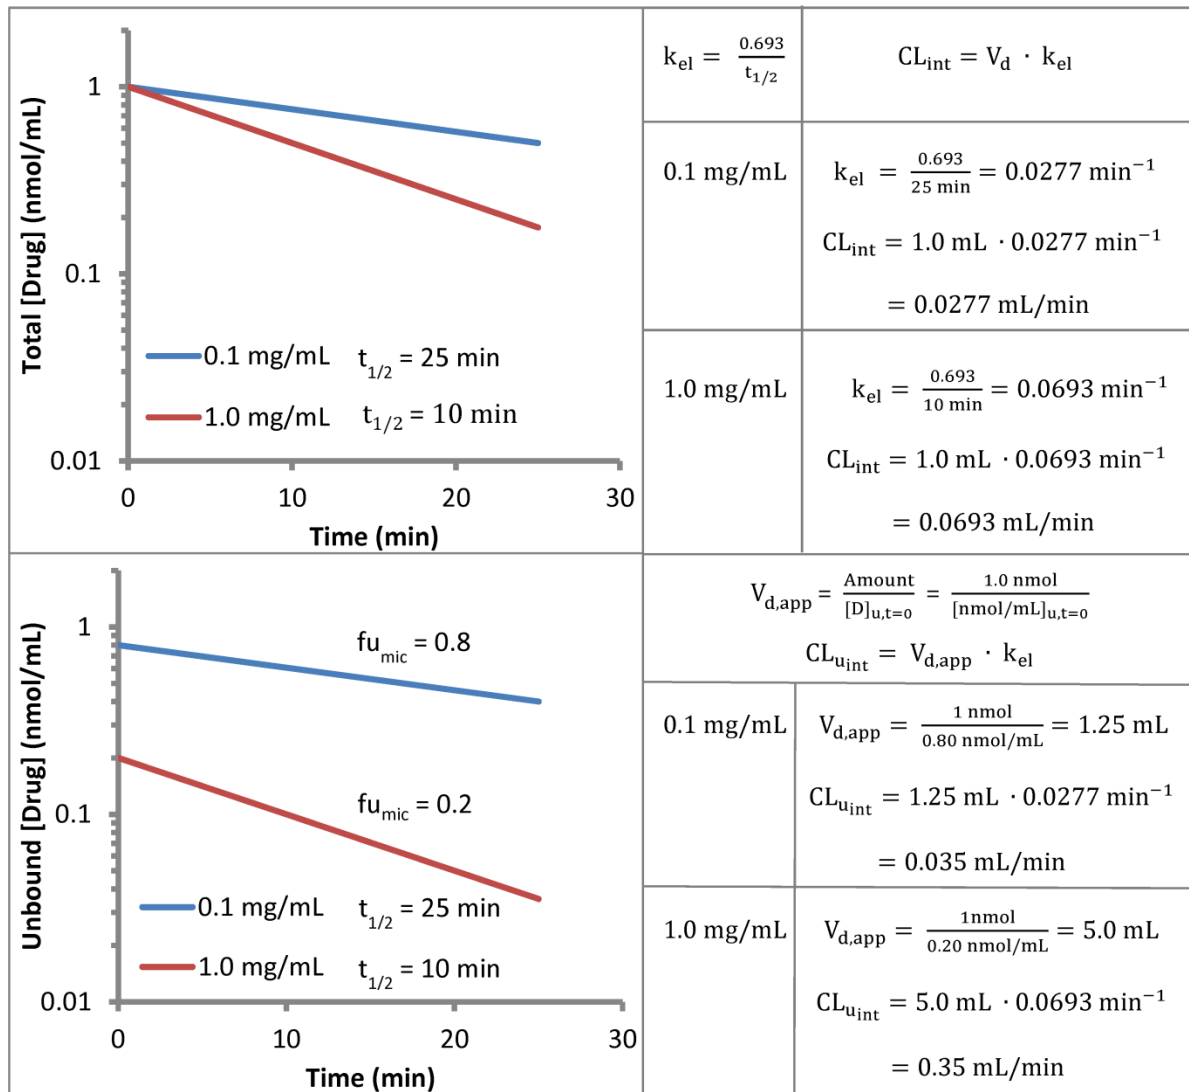 Total [Drug] (nmol/mL)
1
0.1
0.01
0.1 mg/mL t1/2 = 25 min
1.0 mg/mL t1/2 = 10 min
0 10 20 30
Time (min)
kel = 0.693/t1/2
CLint = Vd · kel
0.1 mg/mL
kel = 0.693/25 min = 0.0277 min⁻¹
CLint = 1.0 mL · 0.0277 min⁻¹
= 0.0277 mL/min
1.0 mg/mL
kel = 0.693/10 min = 0.0693 min⁻¹
CLint = 1.0 mL · 0.0693 min⁻¹
= 0.0693 mL/min
Unbound [Drug] (nmol/mL)
1
0.1
0.01
fumic = 0.8
fumic = 0.2
0.1 mg/mL t1/2 = 25 min
1.0 mg/mL t1/2 = 10 min
0 10 20 30
Time (min)
Vd,app = Amount/[D]u,t=0 = 1.0 nmol/[nmol/mL]u,t=0
CLuint = Vd,app · kel
0.1 mg/mL
Vd,app = 1 nmol/0.80 nmol/mL = 1.25 mL
CLuint = 1.25 mL · 0.0277 min⁻¹
= 0.035 mL/min
1.0 mg/mL
Vd,app = 1nmol/0.20 nmol/mL = 5.0 mL
CLuint = 5.0 mL · 0.0693 min⁻¹
= 0.35 mL/min